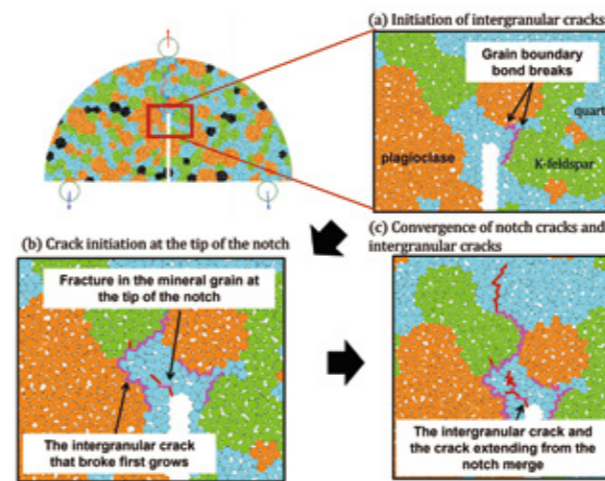 (a) Initiation of intergranular cracks
Grain boundary
bond breaks
quart
plagioclase
K-feldspar
(b) Crack initiation at the tip of the notch
Fracture in the mineral grain at
the tip of the notch
The intergranular crack
that broke first grows
(c) Convergence of notch cracks and
intergranular cracks
The intergranular crack and
the crack extending from the
notch merge